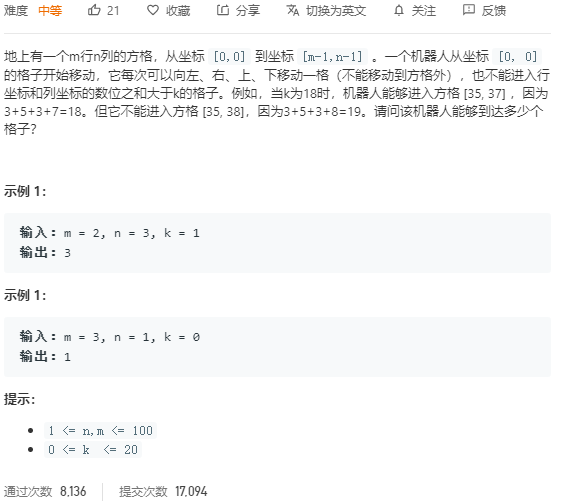 难度 中等 21 收藏 分享 切换为英文 关注 反馈
地上有一个m行n列的方格，从坐标 [0,0] 到坐标 [m-1,n-1] 。一个机器人从坐标 [0, 0]
的格子开始移动，它每次可以向左、右、上、下移动一格（不能移动到方格外），也不能进入行
坐标和列坐标的数位之和大于k的格子。例如，当k为18时，机器人能够进入方格 [35, 37] ，因为
3+5+3+7=18。但它不能进入方格 [35, 38]，因为3+5+3+8=19。请问该机器人能够到达多少个
格子？
示例 1：
输入：m = 2, n = 3, k = 1
输出：3
示例 1：
输入：m = 3, n = 1, k = 0
输出：1
提示：
1 <= n,m <= 100
0 <= k <= 20
通过次数 8,136 提交次数 17,094